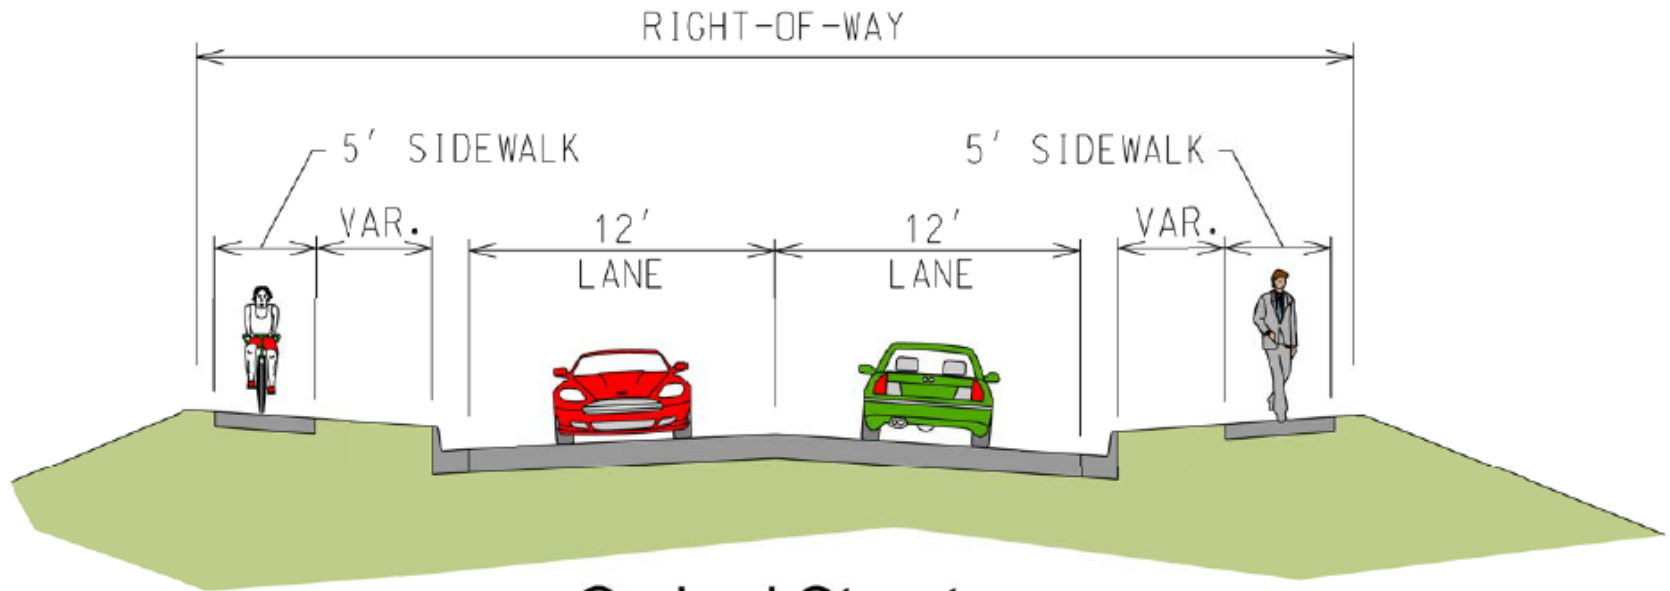 RIGHT-OF-WAY
5' SIDEWALK
5' SIDEWALK
VAR.
12'
LANE
12'
LANE
VAR.